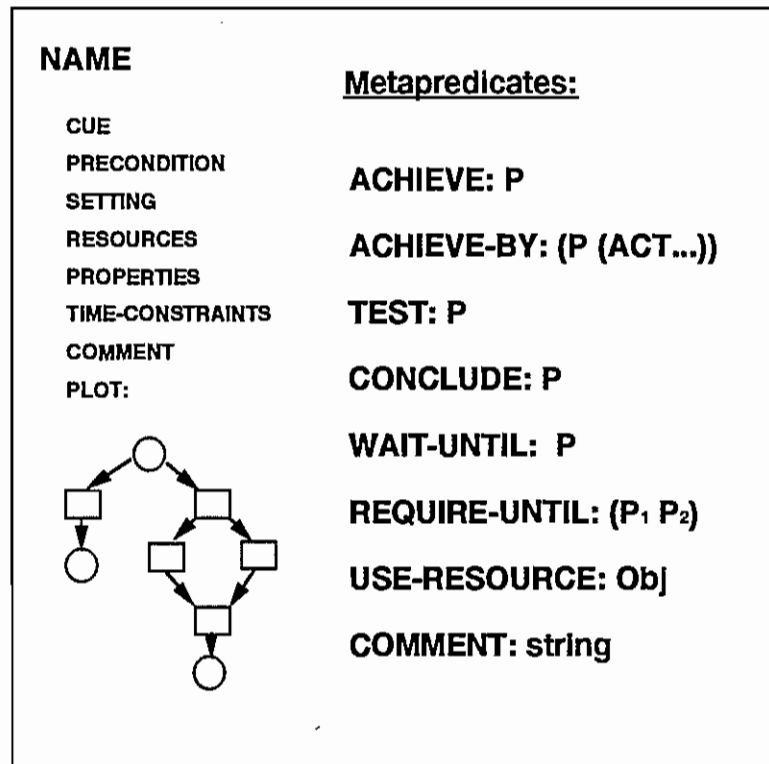 NAME
CUE
PRECONDITION
SETTING
RESOURCES
PROPERTIES
TIME-CONSTRAINTS
COMMENT
PLOT:
Metapredicates:
ACHIEVE: P
ACHIEVE-BY: (P (ACT...))
TEST: P
CONCLUDE: P
WAIT-UNTIL: P
REQUIRE-UNTIL: (P₁ P₂)
USE-RESOURCE: Obj
COMMENT: string